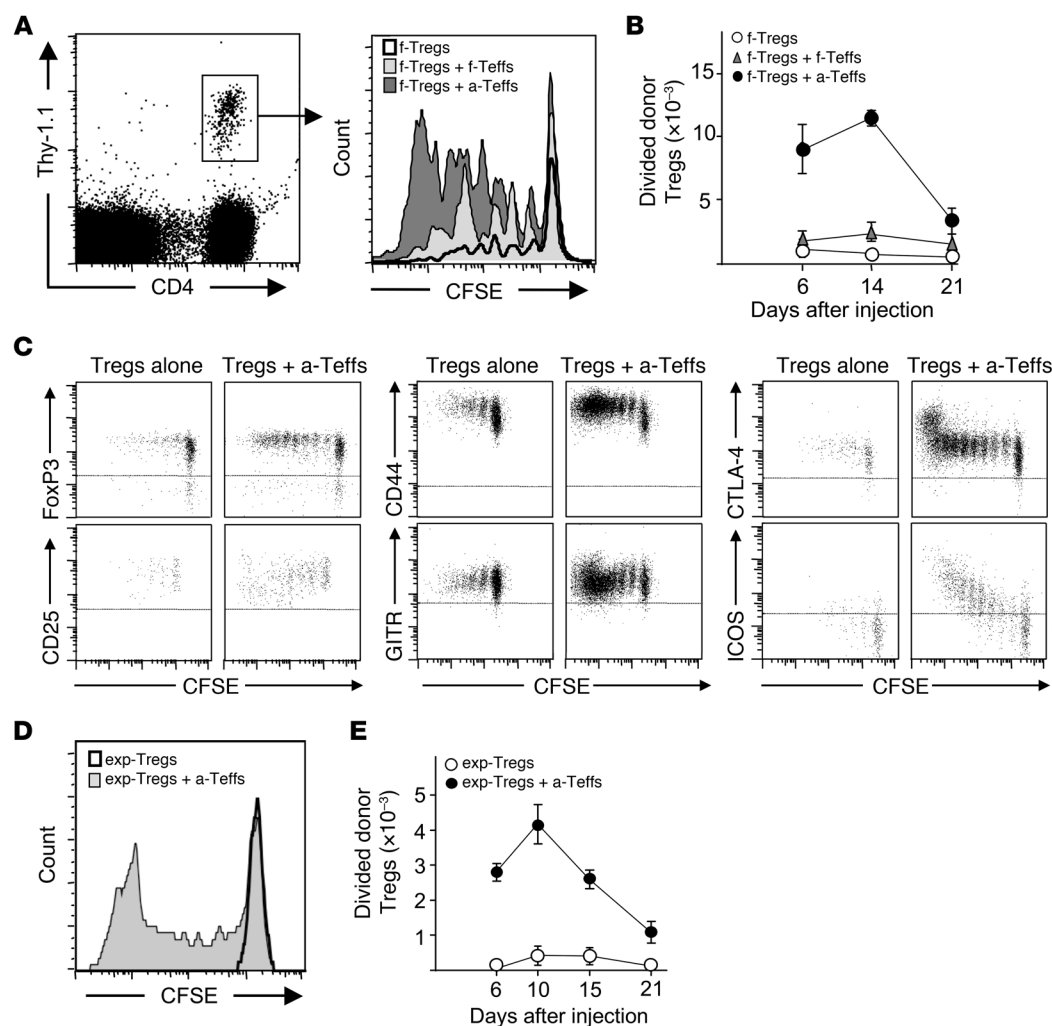 A
Thy-1.1
CD4
f-Tregs
f-Tregs + f-Teffs
f-Tregs + a-Teffs
Count
CFSE
B
f-Tregs
f-Tregs + f-Teffs
f-Tregs + a-Teffs
Divided donor
Tregs (×10⁻³)
15
10
5
6 14 21
Days after injection
C
Tregs alone Tregs + a-Teffs
FoxP3
CD25
CFSE
CD44
GITR
Tregs alone Tregs + a-Teffs
CFSE
Tregs alone Tregs + a-Teffs
CTLA-4
ICOS
CFSE
D
exp-Tregs
exp-Tregs + a-Teffs
Count
CFSE
E
exp-Tregs
exp-Tregs + a-Teffs
Divided donor
Tregs (×10⁻³)
5
4
3
2
1
6 10 15 21
Days after injection